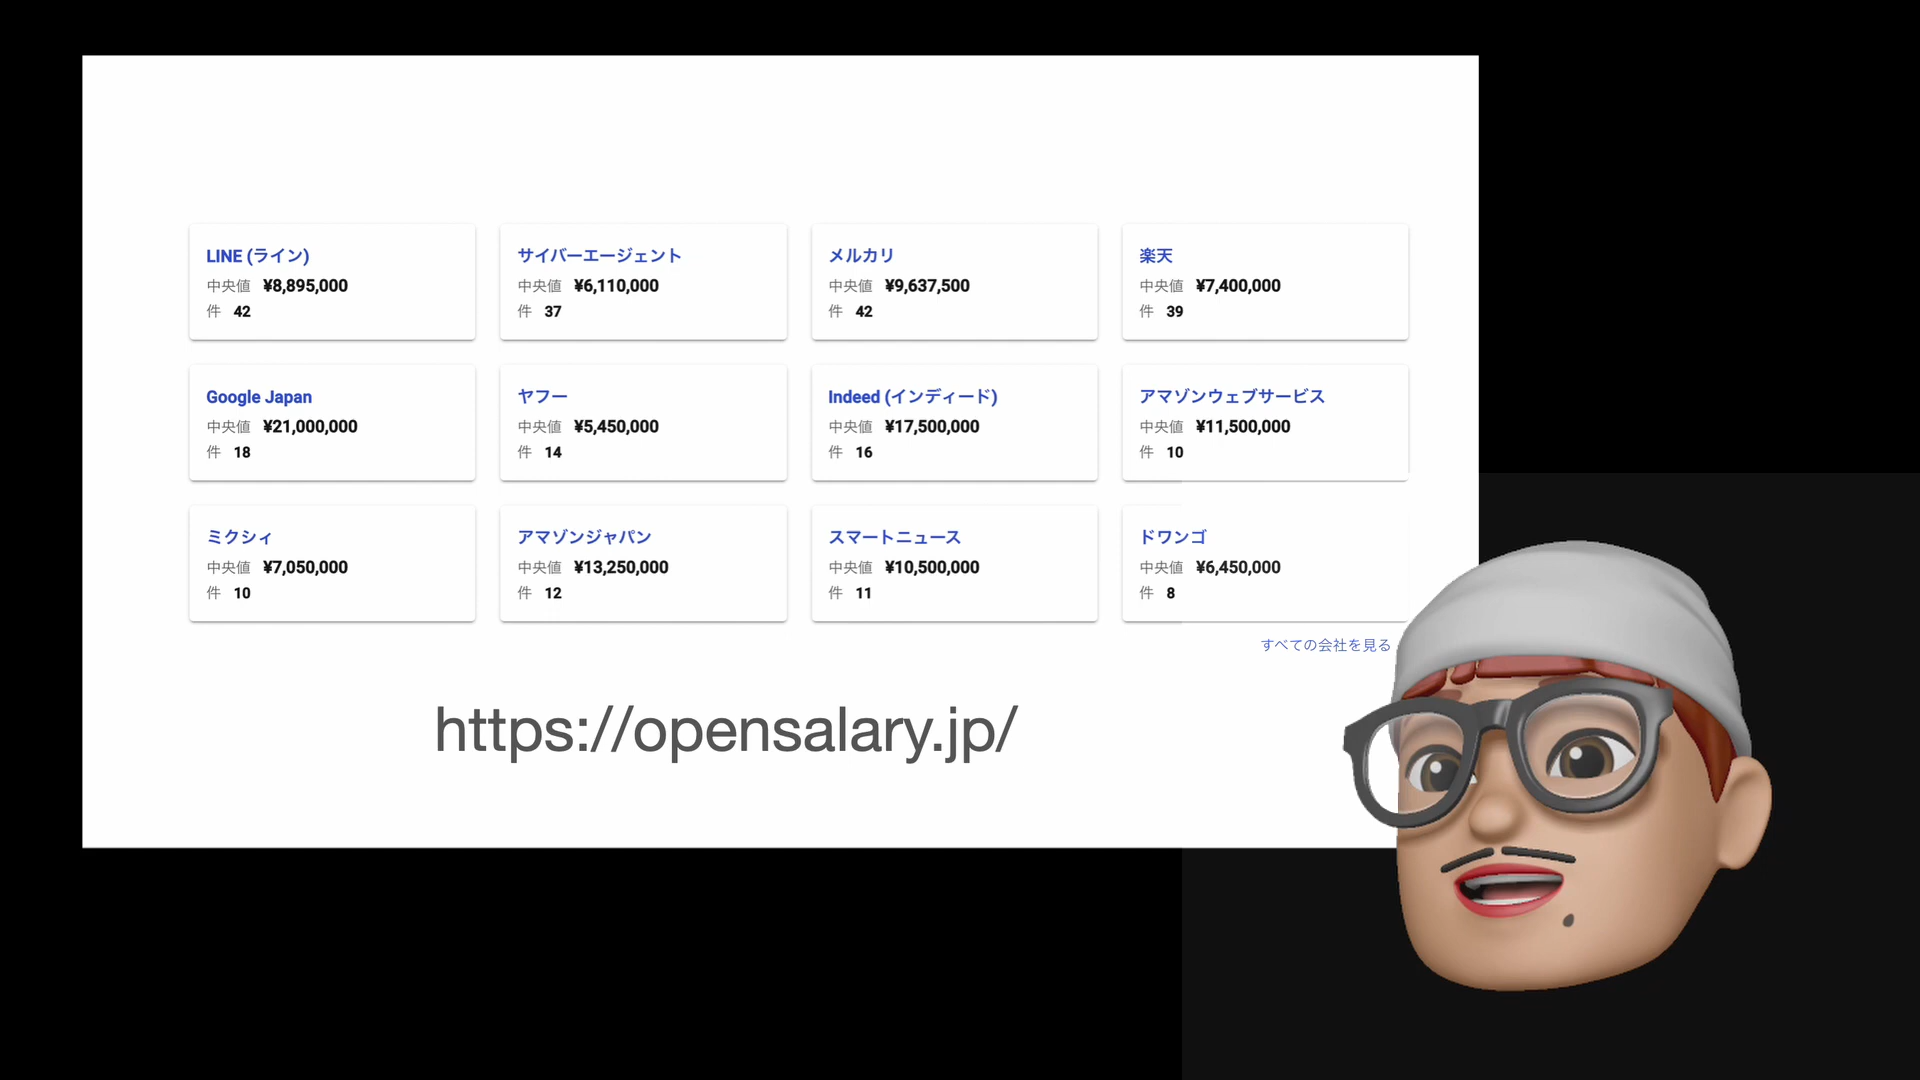 LINE (ライン)
中央値 ¥8,895,000
件 42
サイバーエージェント
中央値 ¥6,110,000
件 37
メルカリ
中央値 ¥9,637,500
件 42
楽天
中央値 ¥7,400,000
件 39
Google Japan
中央値 ¥21,000,000
件 18
ヤフー
中央値 ¥5,450,000
件 14
Indeed (インディード)
中央値 ¥17,500,000
件 16
アマゾンウェブサービス
中央値 ¥11,500,000
件 10
ミクシィ
中央値 ¥7,050,000
件 10
アマゾンジャパン
中央値 ¥13,250,000
件 12
スマートニュース
中央値 ¥10,500,000
件 11
ドワンゴ
中央値 ¥6,450,000
件 8
すべての会社を見る
https://opensalary.jp/